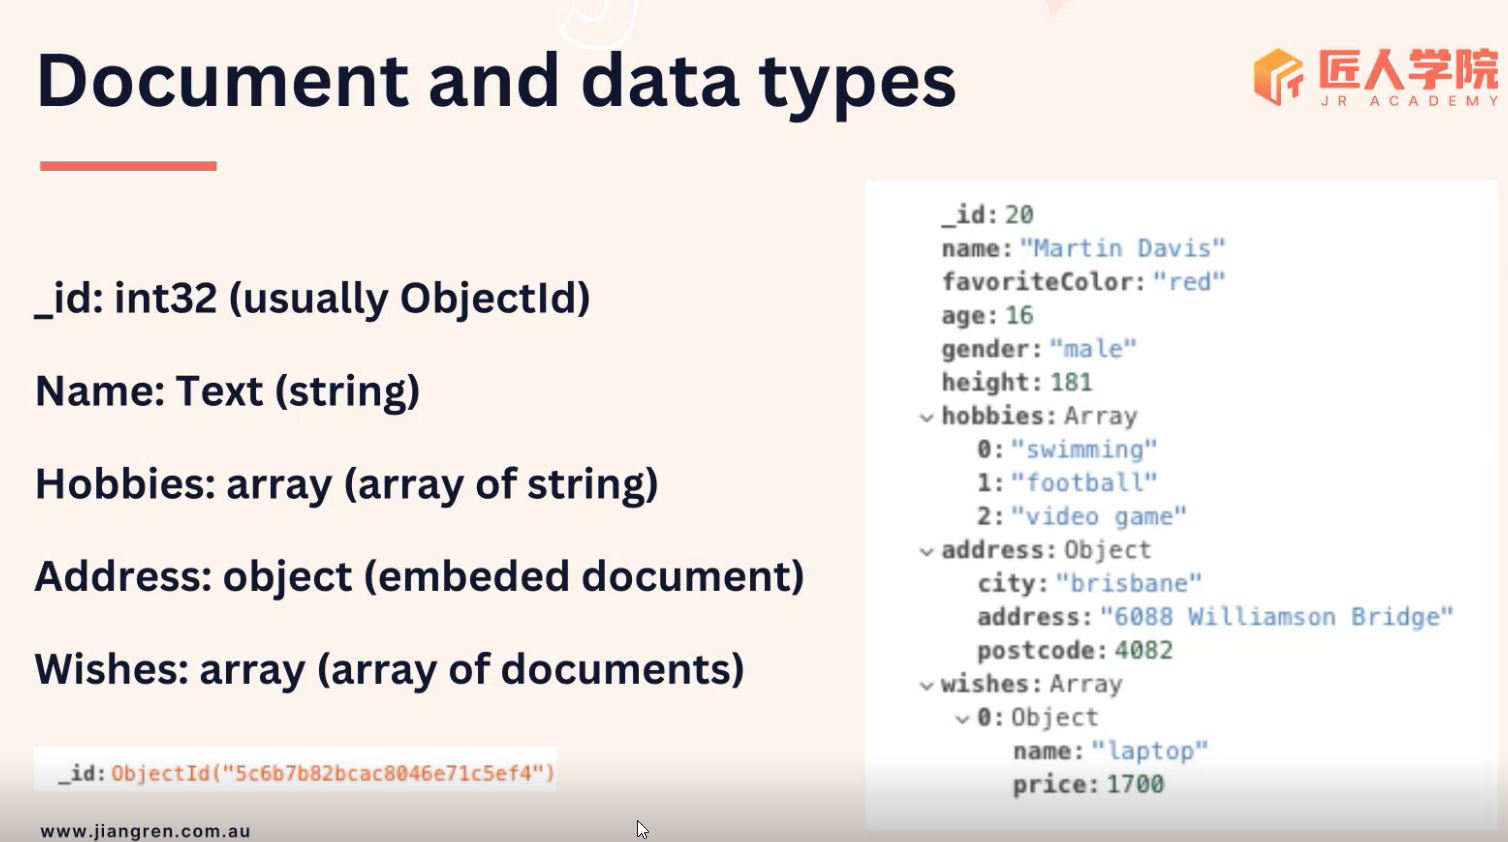 Document and data types
匠人学院
JR ACADEMY
_id: int32 (usually ObjectId)
Name: Text (string)
Hobbies: array (array of string)
Address: object (embeded document)
Wishes: array (array of documents)
_id: ObjectId("5c6b7b82bcac8046e71c5ef4")
www.jiangren.com.au
_id: 20
name: "Martin Davis"
favoriteColor: "red"
age: 16
gender: "male"
height: 181
hobbies: Array
0: "swimming"
1: "football"
2: "video game"
address: Object
city: "brisbane"
address: "6088 Williamson Bridge"
postcode: 4082
wishes: Array
0: Object
name: "laptop"
price: 1700